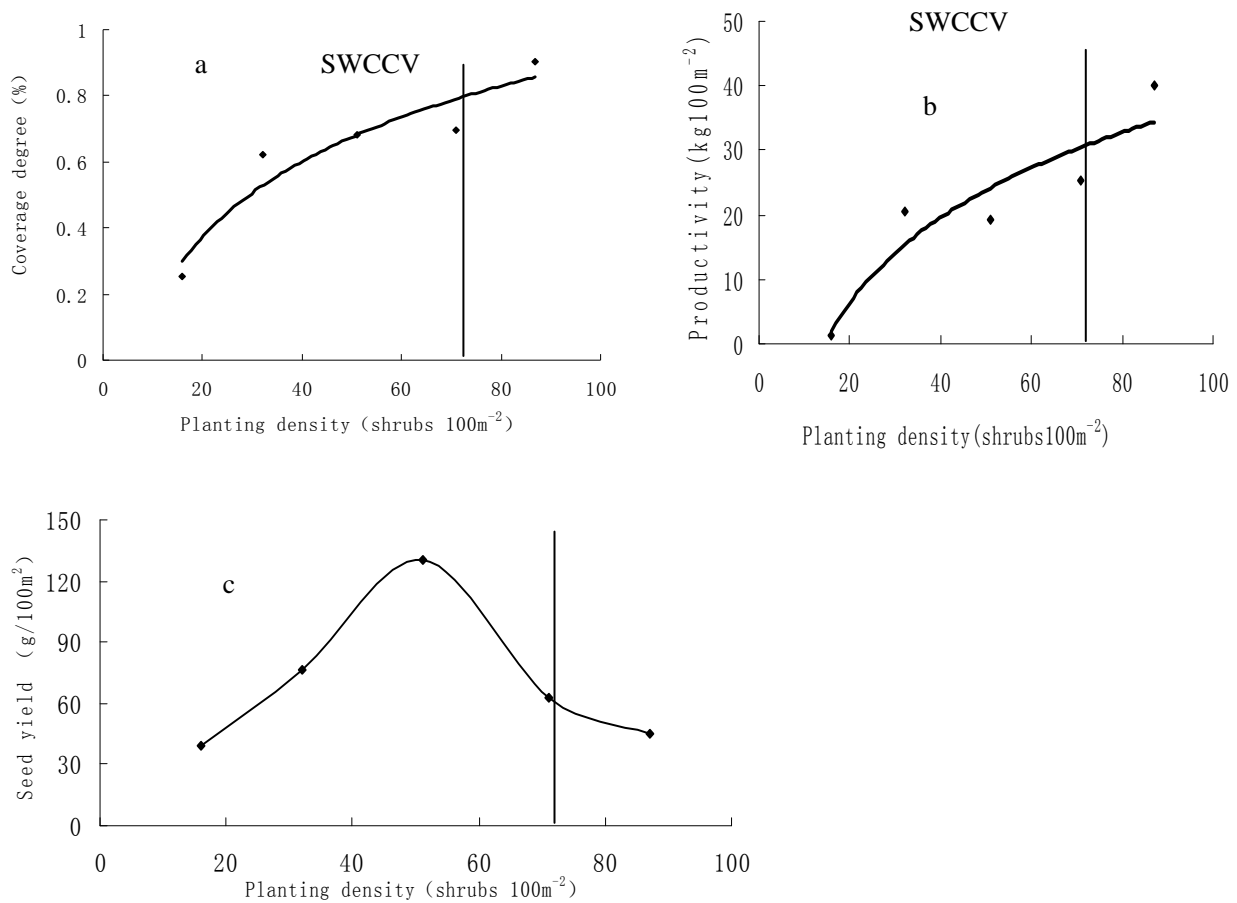 a
SWCCV
Coverage degree (%)
1
0.8
0.6
0.4
0.2
0
0 20 40 60 80 100
Planting density (shrubs 100m⁻²)
SWCCV
b
Productivity(kg100m⁻²)
50
40
30
20
10
0
0 20 40 60 80 100
Planting density(shrubs100m⁻²)
c
Seed yield (g/100m²)
150
120
90
60
30
0
0 20 40 60 80 100
Planting density (shrubs 100m⁻²)